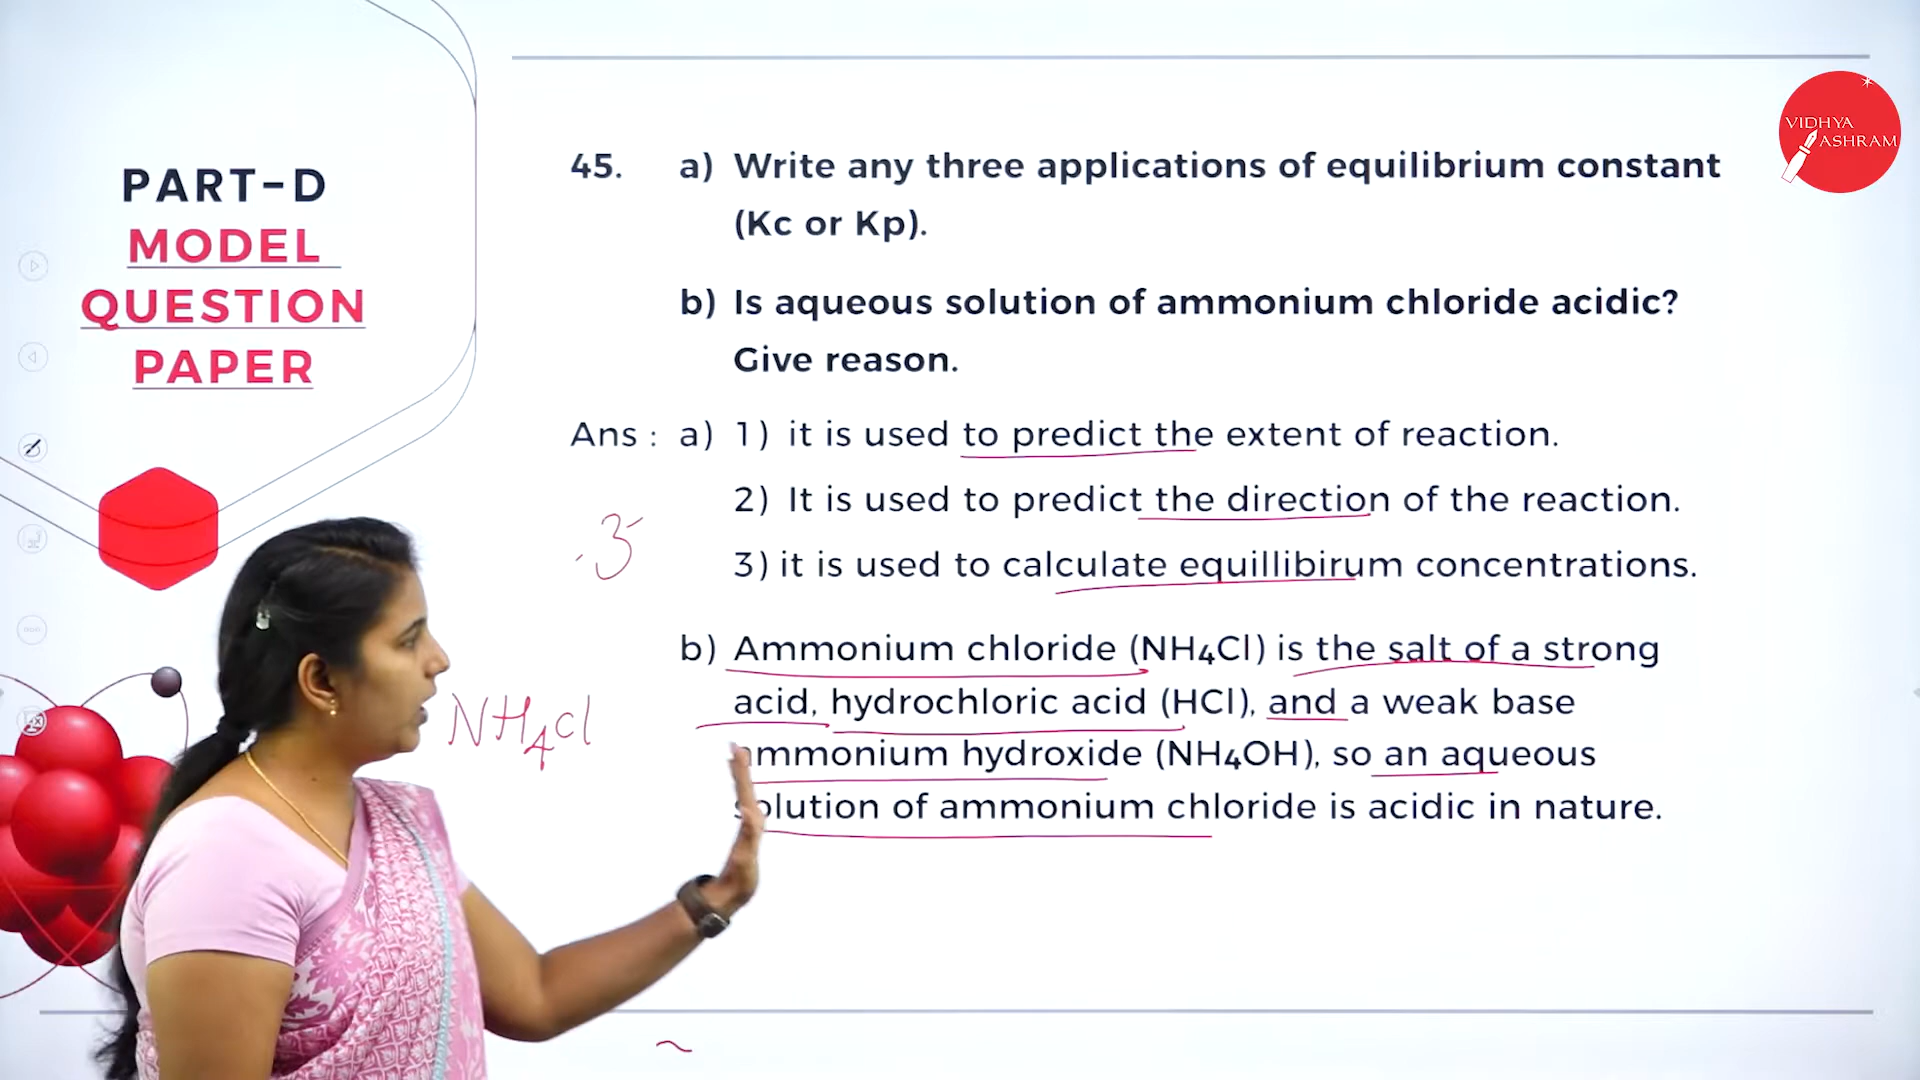 PART-D
MODEL
QUESTION
PAPER
VIDHYA
ASHRAM
45. a) Write any three applications of equilibrium constant
(Kc or Kp).
b) Is aqueous solution of ammonium chloride acidic?
Give reason.
Ans : a) 1) it is used to predict the extent of reaction.
2) It is used to predict the direction of the reaction.
3) it is used to calculate equillibirum concentrations.
3
b) Ammonium chloride (NH4Cl) is the salt of a strong
acid, hydrochloric acid (HCl), and a weak base
ammonium hydroxide (NH4OH), so an aqueous
solution of ammonium chloride is acidic in nature.
NH4Cl